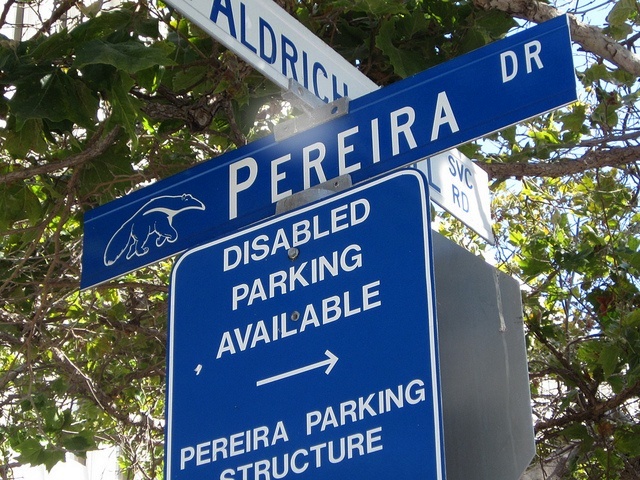 ALDRICH
PEREIRA DR
L SVC
RD
DISABLED
PARKING
AVAILABLE
PEREIRA PARKING
STRUCTURE